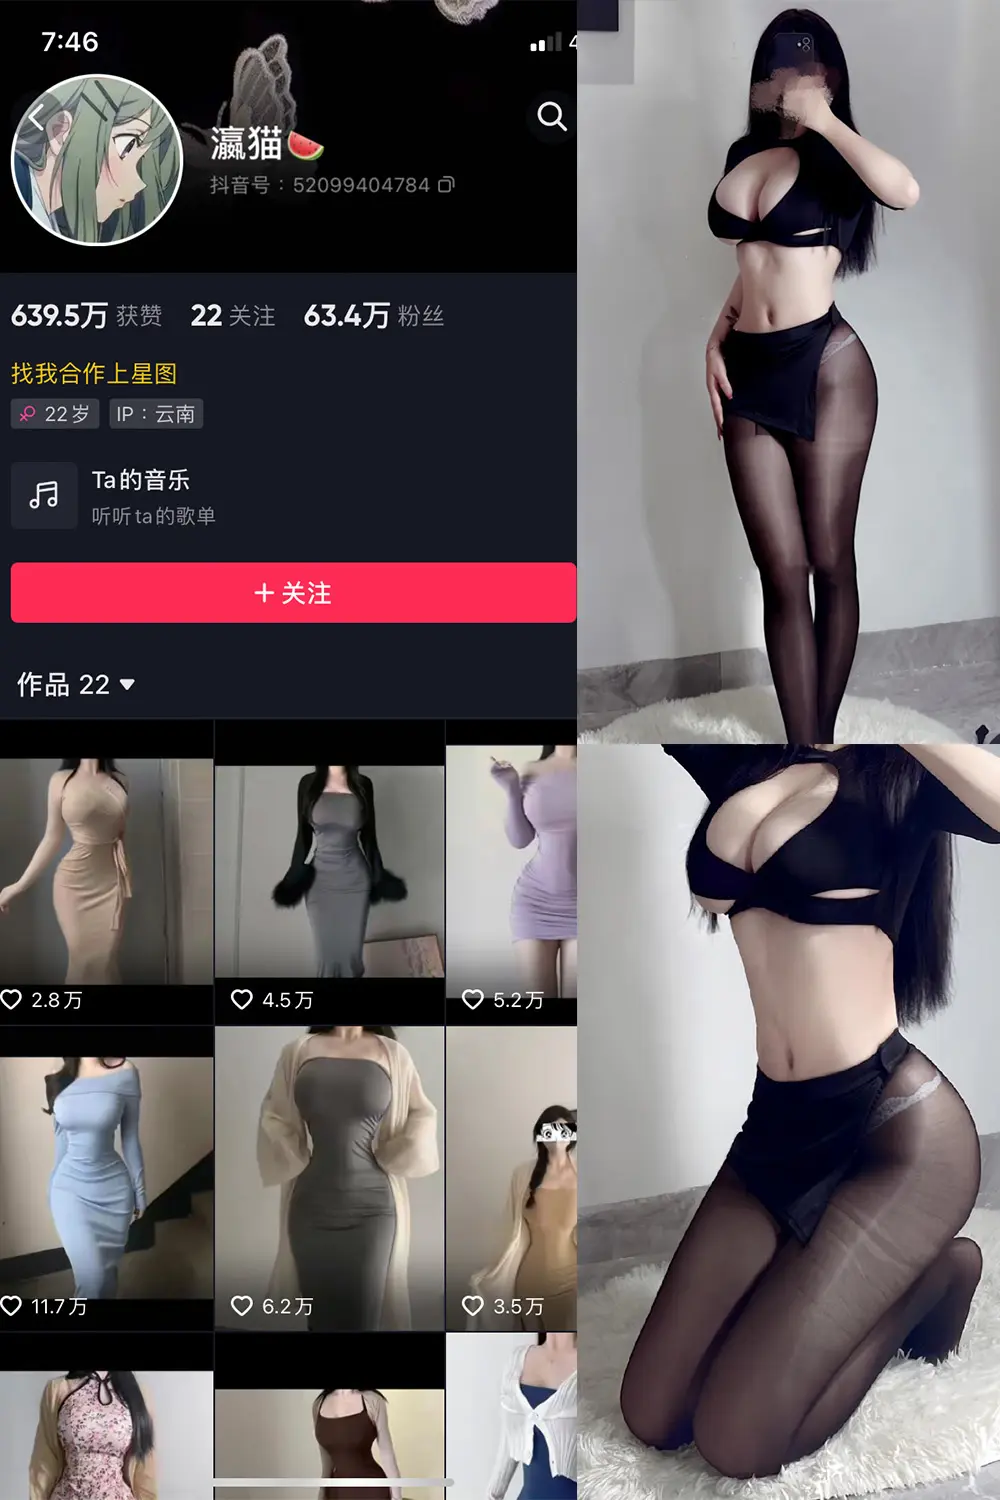 7:46
4
瀛猫🍉
抖音号：52099404784
639.5万 获赞 22 关注 63.4万 粉丝
找我合作上星图
22岁 IP：云南
Ta的音乐
听听ta的歌单
+ 关注
作品 22
2.8万 4.5万 5.2万
11.7万 6.2万 3.5万